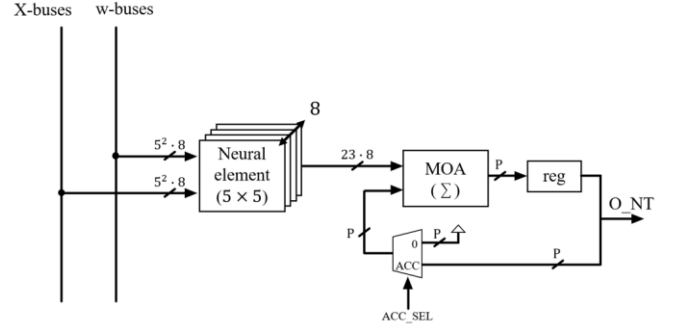 X-buses w-buses
8
5² · 8
Neural
element
(5 × 5)
5² · 8
23 · 8
MOA
(∑)
P
reg
O_NT
P
0
P
ACC
P
ACC_SEL